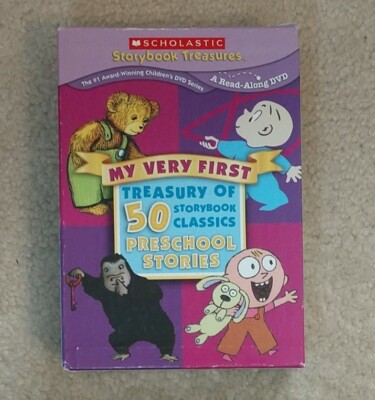 SCHOLASTIC
Storybook Treasures
The #1 Award-Winning Children's DVD Series
A Read-Along DVD
MY VERY FIRST
TREASURY OF
50 STORYBOOK
CLASSICS
PRESCHOOL
STORIES